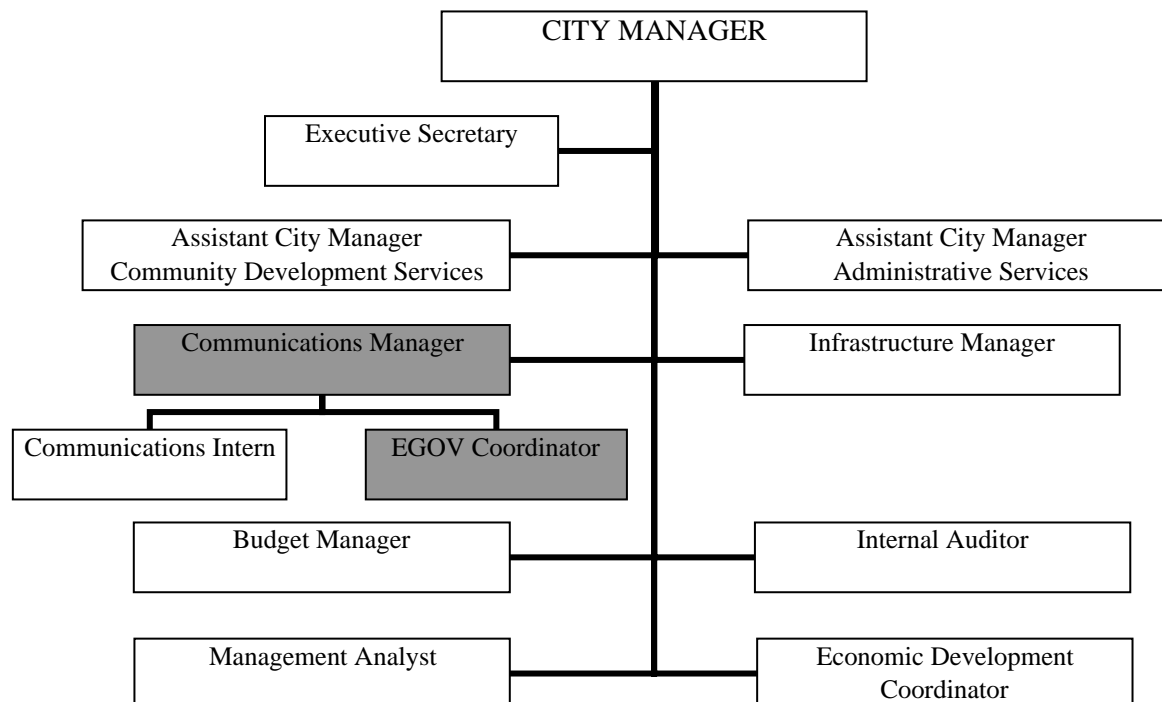 CITY MANAGER
Executive Secretary
Assistant City Manager
Community Development Services
Assistant City Manager
Administrative Services
Communications Manager
Infrastructure Manager
Communications Intern
EGOV Coordinator
Budget Manager
Internal Auditor
Management Analyst
Economic Development
Coordinator